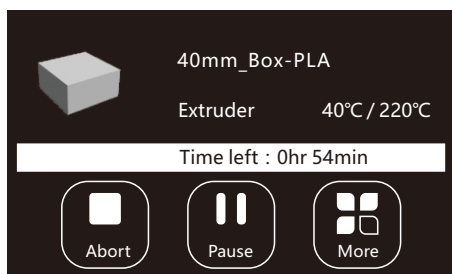 40mm_Box-PLA
Extruder 40℃ / 220℃
Time left : 0hr 54min
Abort Pause More